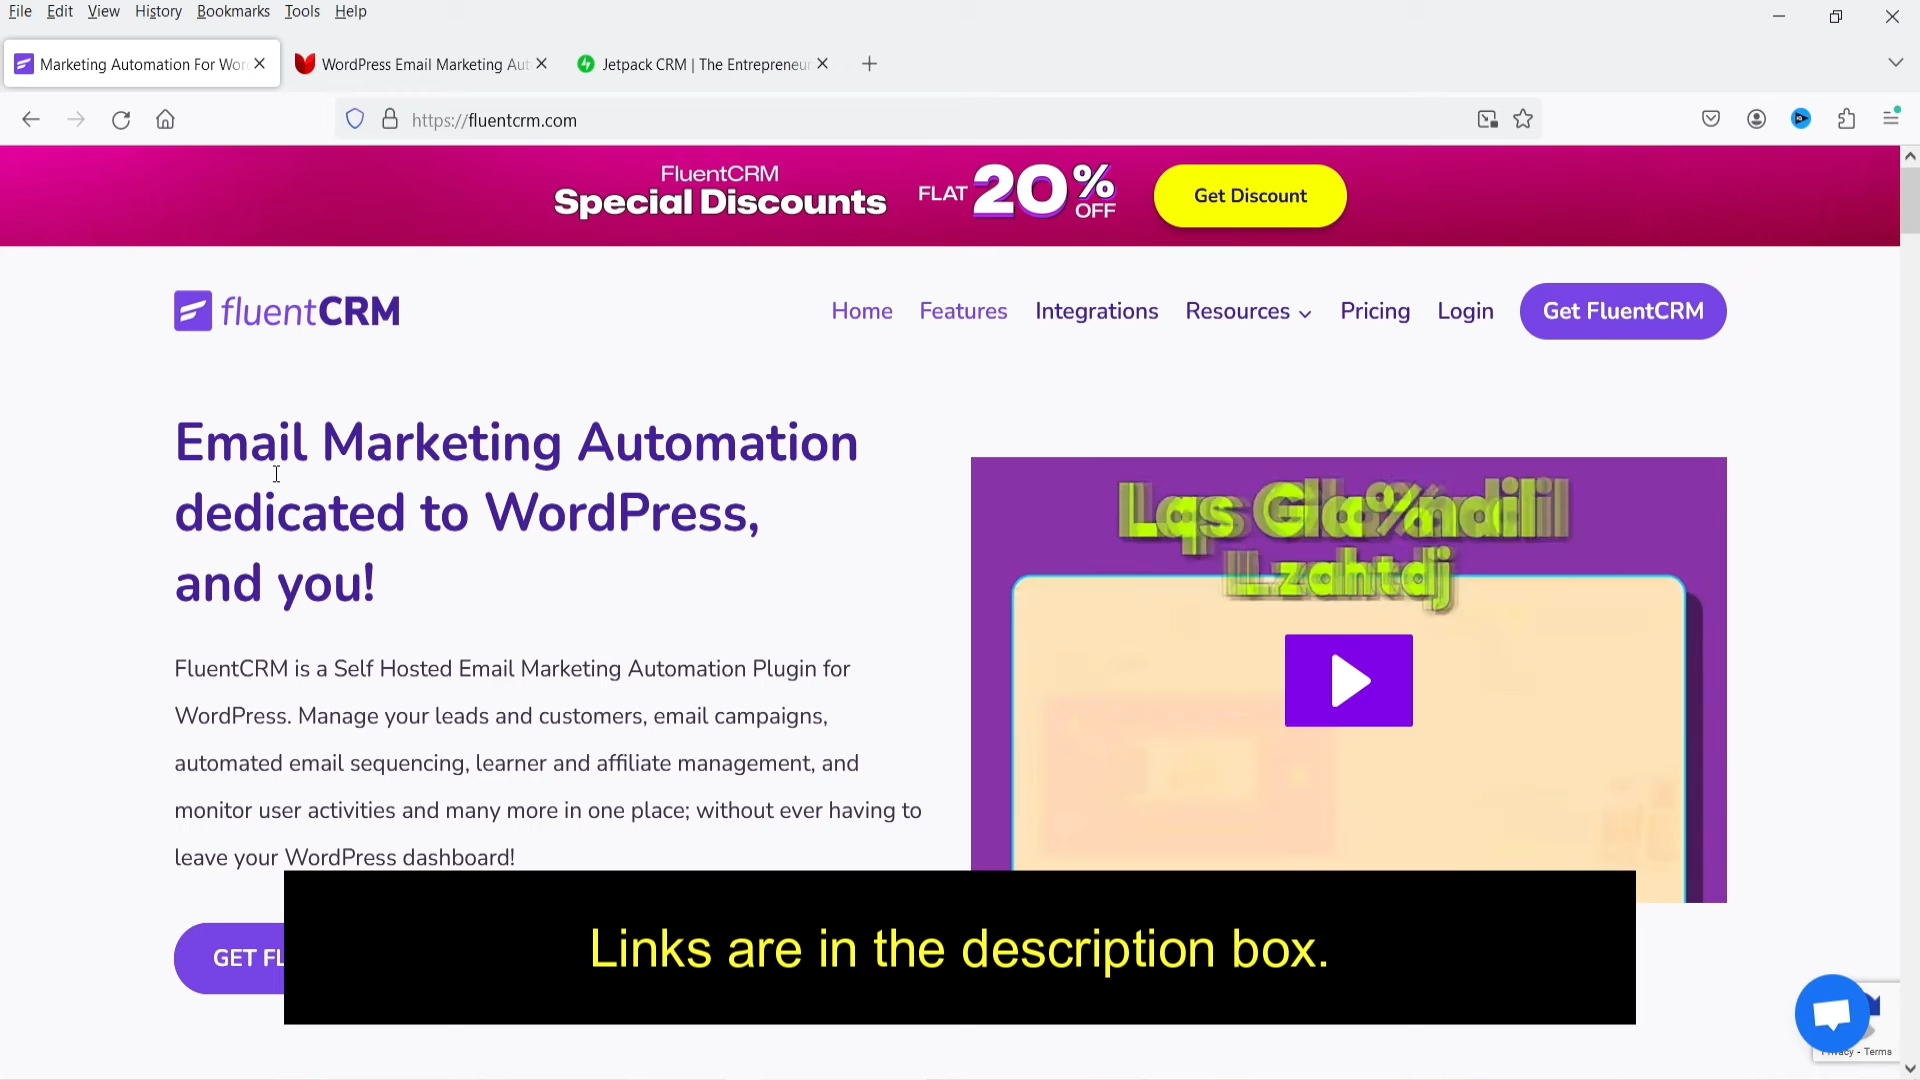 File Edit View History Bookmarks Tools Help
Marketing Automation For Wor
WordPress Email Marketing Aut
Jetpack CRM | The Entrepreneur
https://fluentcrm.com
FluentCRM
Special Discounts
FLAT 20% OFF
Get Discount
fluentCRM
Home Features Integrations Resources Pricing Login Get FluentCRM
Email Marketing Automation
dedicated to WordPress,
and you!
FluentCRM is a Self Hosted Email Marketing Automation Plugin for
WordPress. Manage your leads and customers, email campaigns,
automated email sequencing, learner and affiliate management, and
monitor user activities and many more in one place; without ever having to
leave your WordPress dashboard!
GET FL
Links are in the description box.
Privacy - Terms